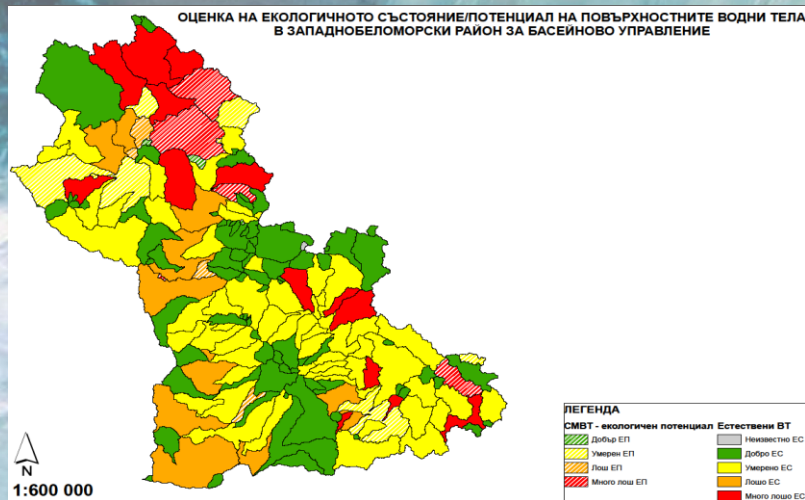 ОЦЕНКА НА ЕКОЛОГИЧНОТО СЪСТОЯНИЕ/ПОТЕНЦИАЛ НА ПОВЪРХНОСТНИТЕ ВОДНИ ТЕЛА
В ЗАПАДНОБЕЛОМОРСКИ РАЙОН ЗА БАСЕЙНОВО УПРАВЛЕНИЕ
ЛЕГЕНДА
СМВТ - екологичен потенциал Естествени ВТ
Добър ЕП Неизвестно ЕС
Умерен ЕП Добро ЕС
Лош ЕП Умерено ЕС
Много лош ЕП Лошо ЕС
Много лошо ЕС
N
1:600 000